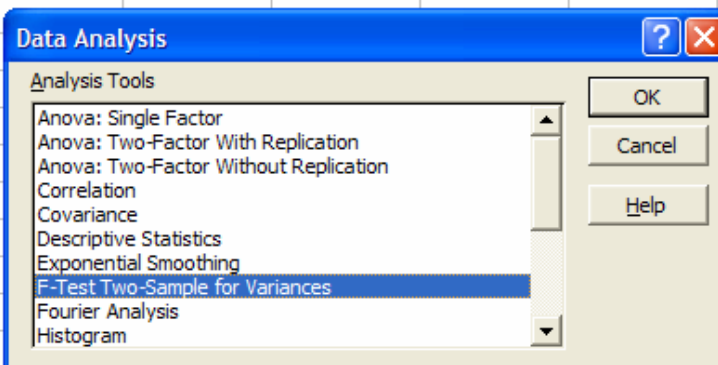 Data Analysis
Analysis Tools
Anova: Single Factor
Anova: Two-Factor With Replication
Anova: Two-Factor Without Replication
Correlation
Covariance
Descriptive Statistics
Exponential Smoothing
F-Test Two-Sample for Variances
Fourier Analysis
Histogram
OK
Cancel
Help